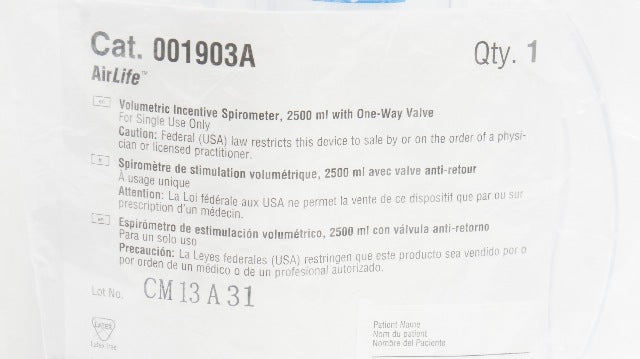 Cat. 001903A
Qty. 1
AirLife™
Volumetric Incentive Spirometer, 2500 ml with One-Way Valve
For Single Use Only
Caution: Federal (USA) law restricts this device to sale by or on the order of a physi-
cian or licensed practitioner.
Spiromètre de stimulation volumétrique, 2500 ml avec valve anti-retour
À usage unique
Attention: La Loi fédérale aux USA ne permet la vente de ce dispositif que par ou sur
prescription d'un médecin.
Espirómetro de estimulación volumétrico, 2500 ml con válvula anti-retorno
Para un solo uso
Precaución: La Leyes federales (USA) restringen que este producto sea vendido por o
por orden de un médico o de un profesional autorizado.
Lot No. CM 13 A 31
LATEX
Latex free
Patient Name
Nom du patient
Nombre del Paciente